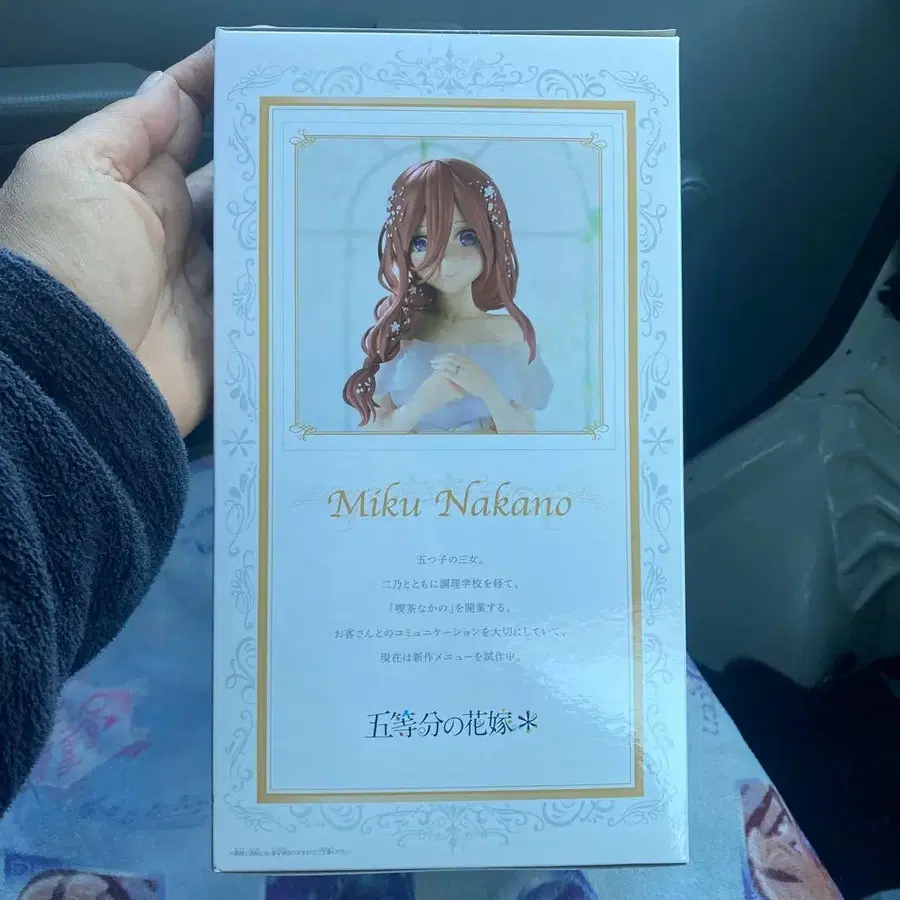 Miku Nakano
五つ子の三女。
二乃とともに調理学校を経て、
「喫茶なかの」を開業する。
お客さんとのコミュニケーションを大切にしていて、
現在は新作メニューを試作中。
五等分の花嫁*